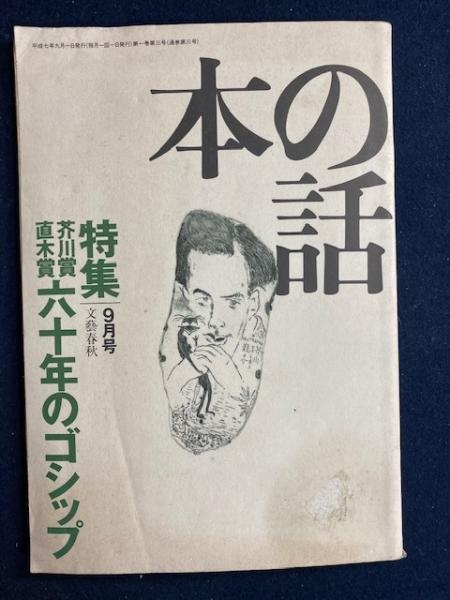 平成七年九月一日発行(毎月一回一日発行)第一巻第三号(通巻第三号)
本の話
特集
芥川賞
直木賞
六十年のゴシップ
9月号
文藝春秋